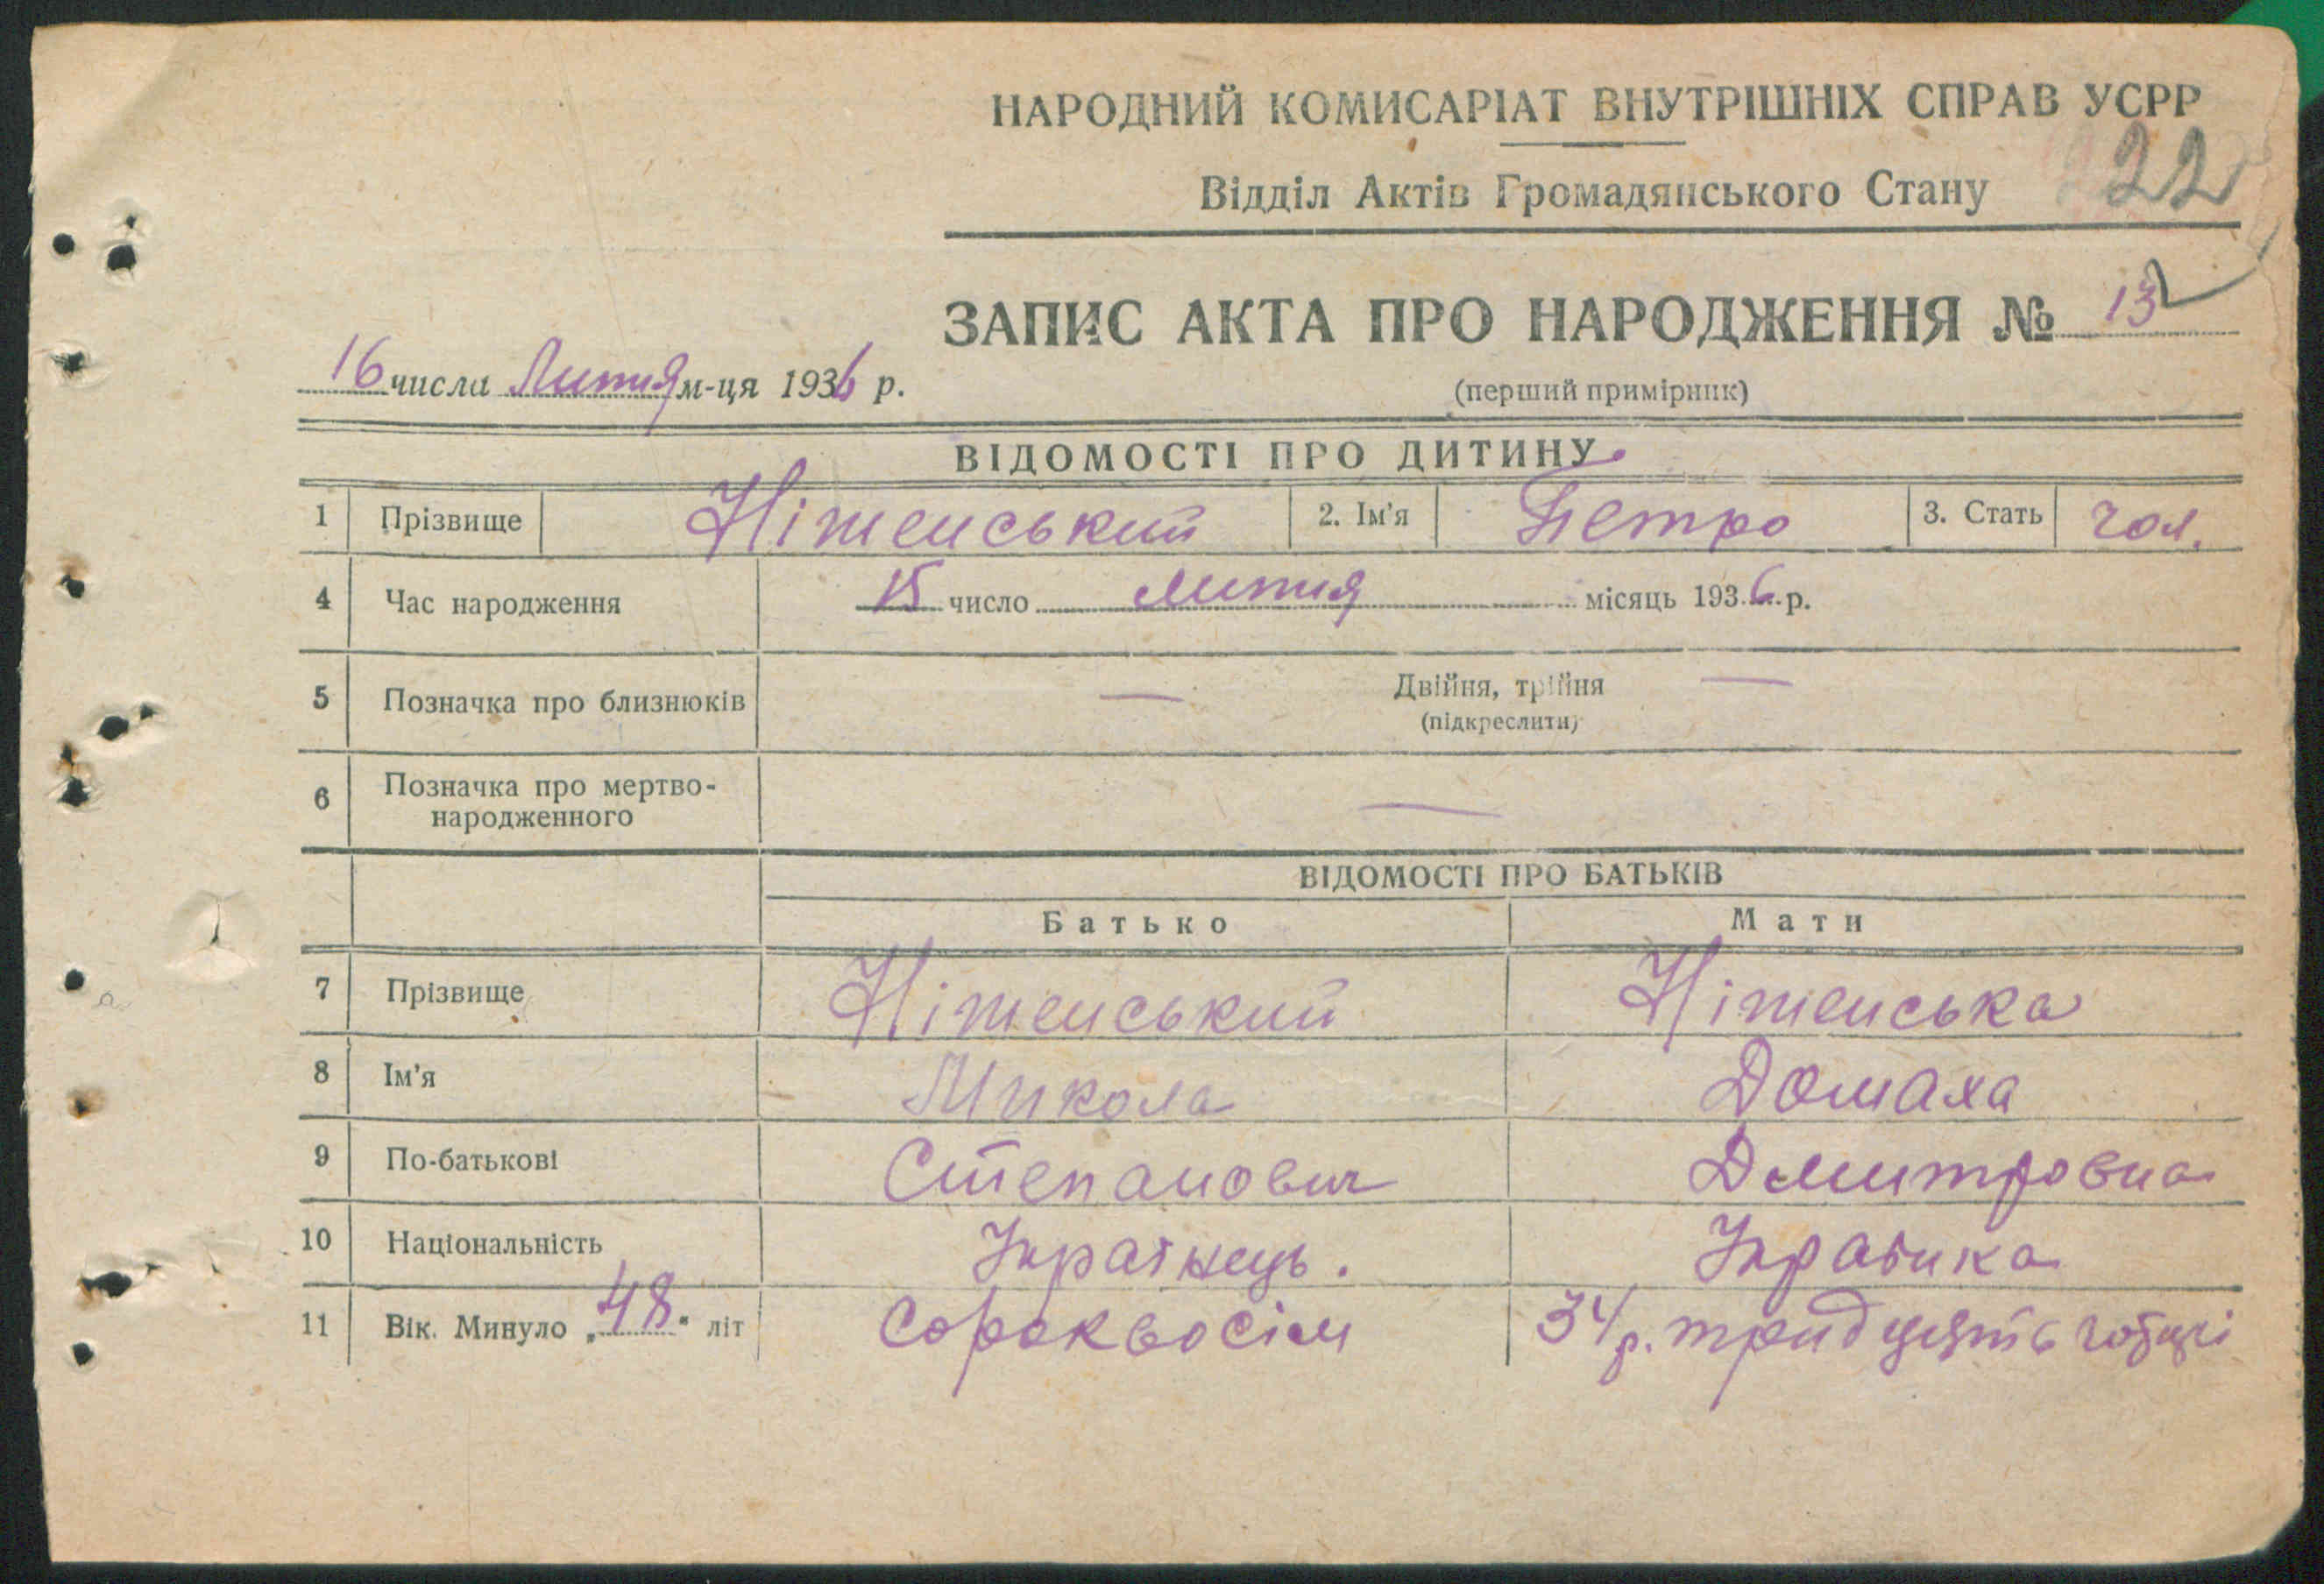 НАРОДНИЙ КОМИСАРІАТ ВНУТРІШНІХ СПРАВ УСРР
22
Відділ Актів Громадянського Стану
ЗАПИС АКТА ПРО НАРОДЖЕННЯ № 13
16 числа Липня м-ця 1936 р.
(перший примірник)
ВІДОМОСТІ ПРО ДИТИНУ
1 Прізвище Ніженський 2. Ім'я Петро 3. Стать чол.
4 Час народження 15 число липня місяць 1936 р.
5 Позначка про близнюків — Двійня, трійня —
(підкреслити)
6 Позначка про мертво-
народженного —
ВІДОМОСТІ ПРО БАТЬКІВ
Батько Мати
7 Прізвище Ніженський Ніженська
8 Ім'я Микола Домаха
9 По-батькові Степанович Дмитровна
10 Національність Українець. Українка
11 Вік. Минуло „48" літ Сороквосім 34 р. тридцять чотирі